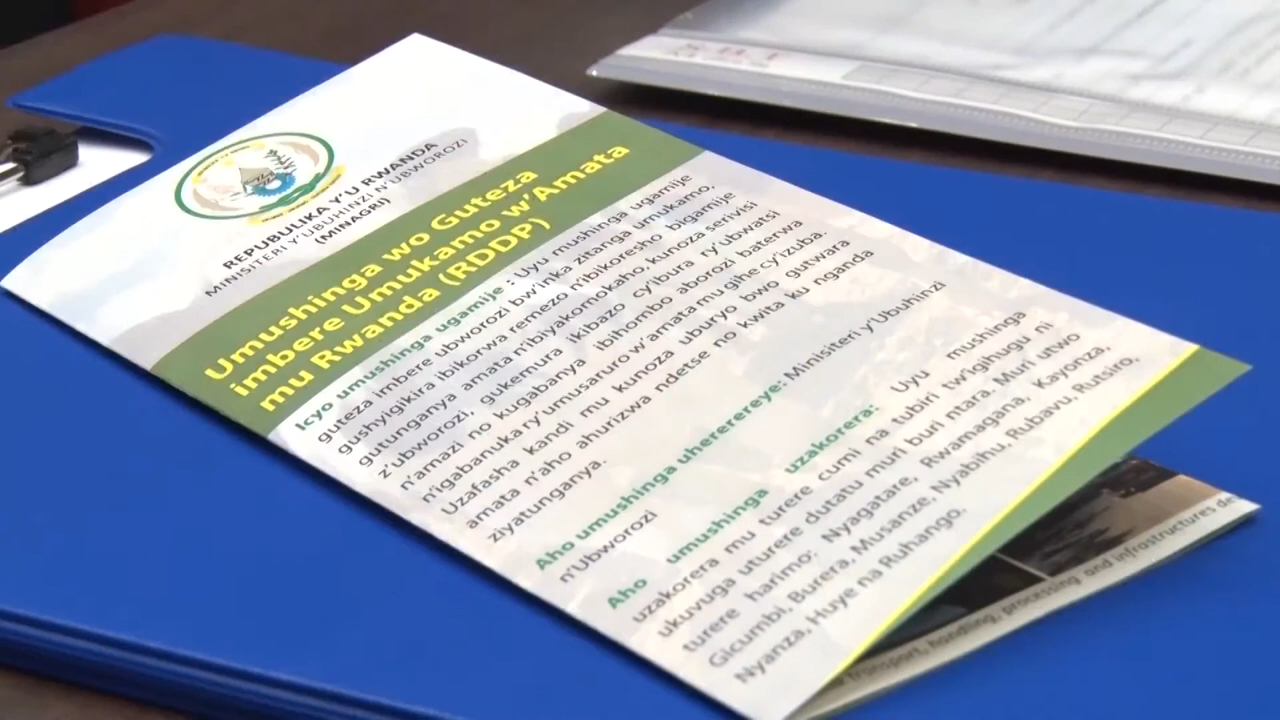 REPUBULIKA Y'U RWANDA
MINISITERI Y'UBUHINZI N'UBWOROZI
(MINAGRI)
Umushinga wo Guteza
imbere Umukamo w'Amata
mu Rwanda (RDDP)
Icyo umushinga ugamije : Uyu mushinga ugamije
guteza imbere ubworozi bw'inka zitanga umukamo,
gushyigikira ibikorwa remezo n'ibikoresho bigamije
gutunganya amata n'ibiyakomokaho, kunoza serivisi
z'ubworozi, gukemura ikibazo cy'ibura ry'ubwatsi
n'amazi no kugabanya ibihombo aborozi baterwa
n'igabanuka ry'umusaruro w'amata mu gihe cy'izuba.
Uzafasha kandi mu kunoza uburyo bwo gutwara
amata n'aho ahurizwa ndetse no kwita ku nganda
ziyatunganya.
Aho umushinga uhererereye: Minisiteri y'Ubuhinzi
n'Ubworozi
Aho umushinga uzakorera: Uyu mushinga
uzakorera mu turere cumi na tubiri tw'igihugu ni
ukuvuga uturere dutatu muri buri ntara. Muri utwo
turere harimo: Nyagatare, Rwamagana, Kayonza,
Gicumbi, Burera, Musanze, Nyabihu, Rubavu, Rutsiro,
Nyanza, Huye na Ruhango.
transport, handling, processing and infrastructures